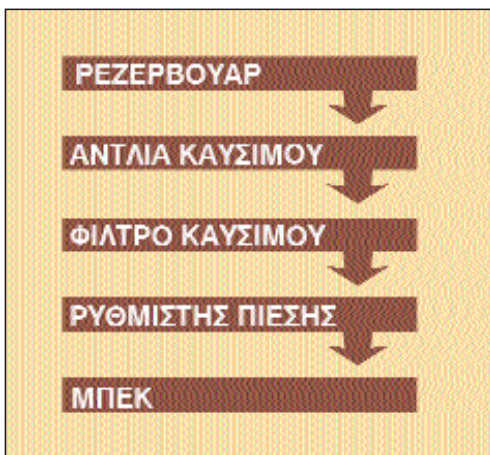 ΡΕΖΕΡΒΟΥΑΡ
ΑΝΤΛΙΑ ΚΑΥΣΙΜΟΥ
ΦΙΛΤΡΟ ΚΑΥΣΙΜΟΥ
ΡΥΘΜΙΣΤΗΣ ΠΙΕΣΗΣ
ΜΠΕΚ